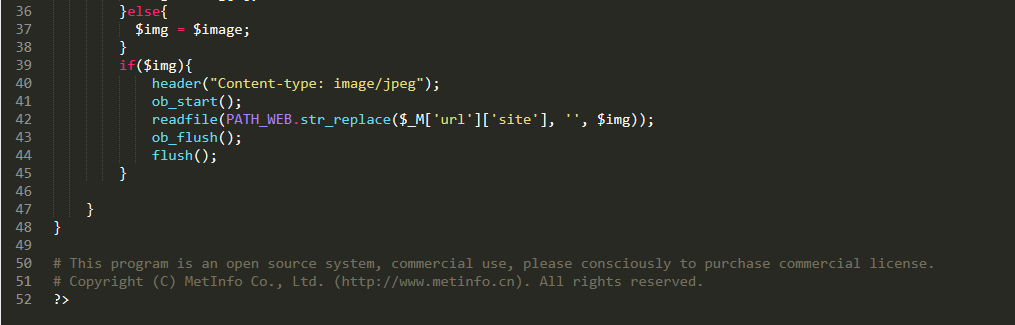 36 }else{
37 $img = $image;
38 }
39 if($img){
40 header("Content-type: image/jpeg");
41 ob_start();
42 readfile(PATH_WEB.str_replace($_M['url']['site'], '', $img));
43 ob_flush();
44 flush();
45 }
46
47 }
48 }
49
50 # This program is an open source system, commercial use, please consciously to purchase commercial license.
51 # Copyright (C) MetInfo Co., Ltd. (http://www.metinfo.cn). All rights reserved.
52 ?>